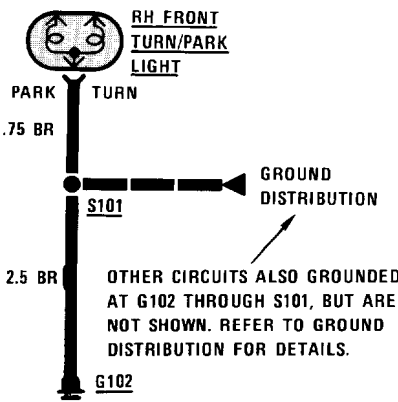 RH FRONT
TURN/PARK
LIGHT
PARK TURN
.75 BR
GROUND
DISTRIBUTION
S101
2.5 BR
OTHER CIRCUITS ALSO GROUNDED
AT G102 THROUGH S101, BUT ARE
NOT SHOWN. REFER TO GROUND
DISTRIBUTION FOR DETAILS.
G102